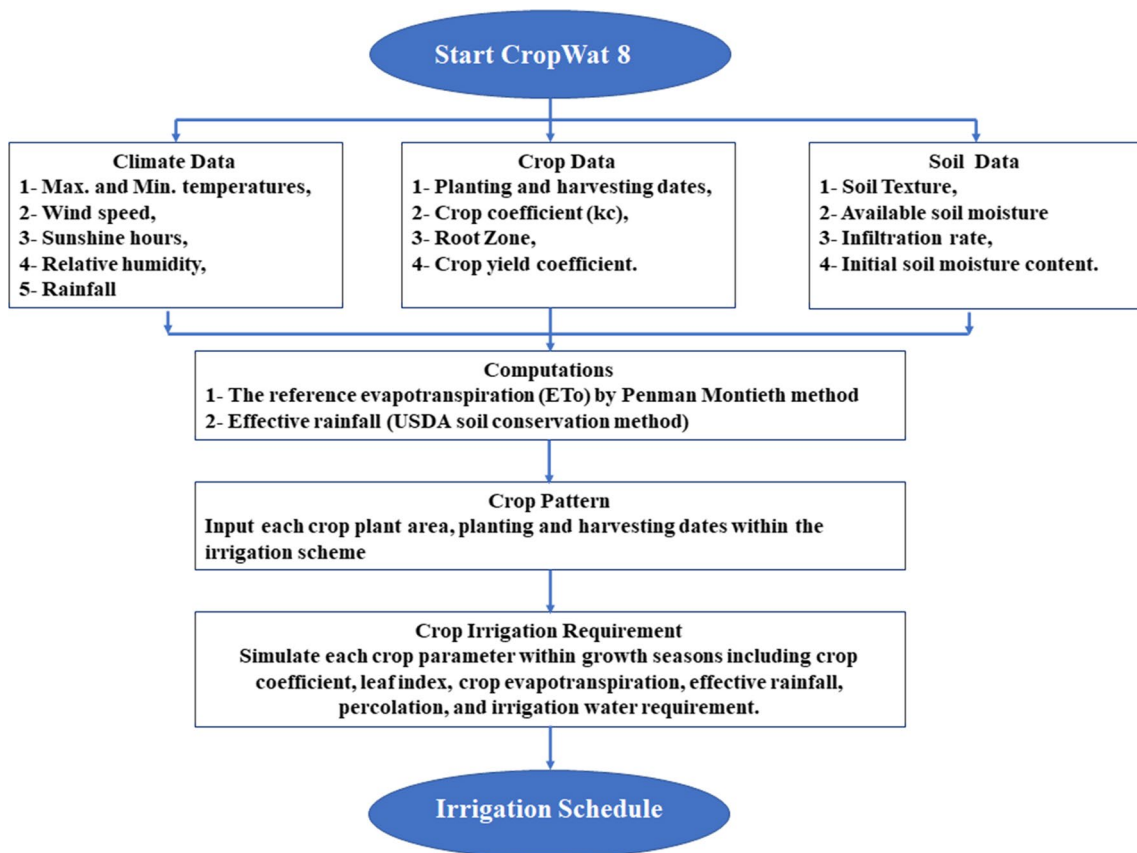 Start CropWat 8
Climate Data
1- Max. and Min. temperatures,
2- Wind speed,
3- Sunshine hours,
4- Relative humidity,
5- Rainfall
Crop Data
1- Planting and harvesting dates,
2- Crop coefficient (kc),
3- Root Zone,
4- Crop yield coefficient.
Soil Data
1- Soil Texture,
2- Available soil moisture
3- Infiltration rate,
4- Initial soil moisture content.
Computations
1- The reference evapotranspiration (ETo) by Penman Montieth method
2- Effective rainfall (USDA soil conservation method)
Crop Pattern
Input each crop plant area, planting and harvesting dates within the
irrigation scheme
Crop Irrigation Requirement
Simulate each crop parameter within growth seasons including crop
coefficient, leaf index, crop evapotranspiration, effective rainfall,
percolation, and irrigation water requirement.
Irrigation Schedule